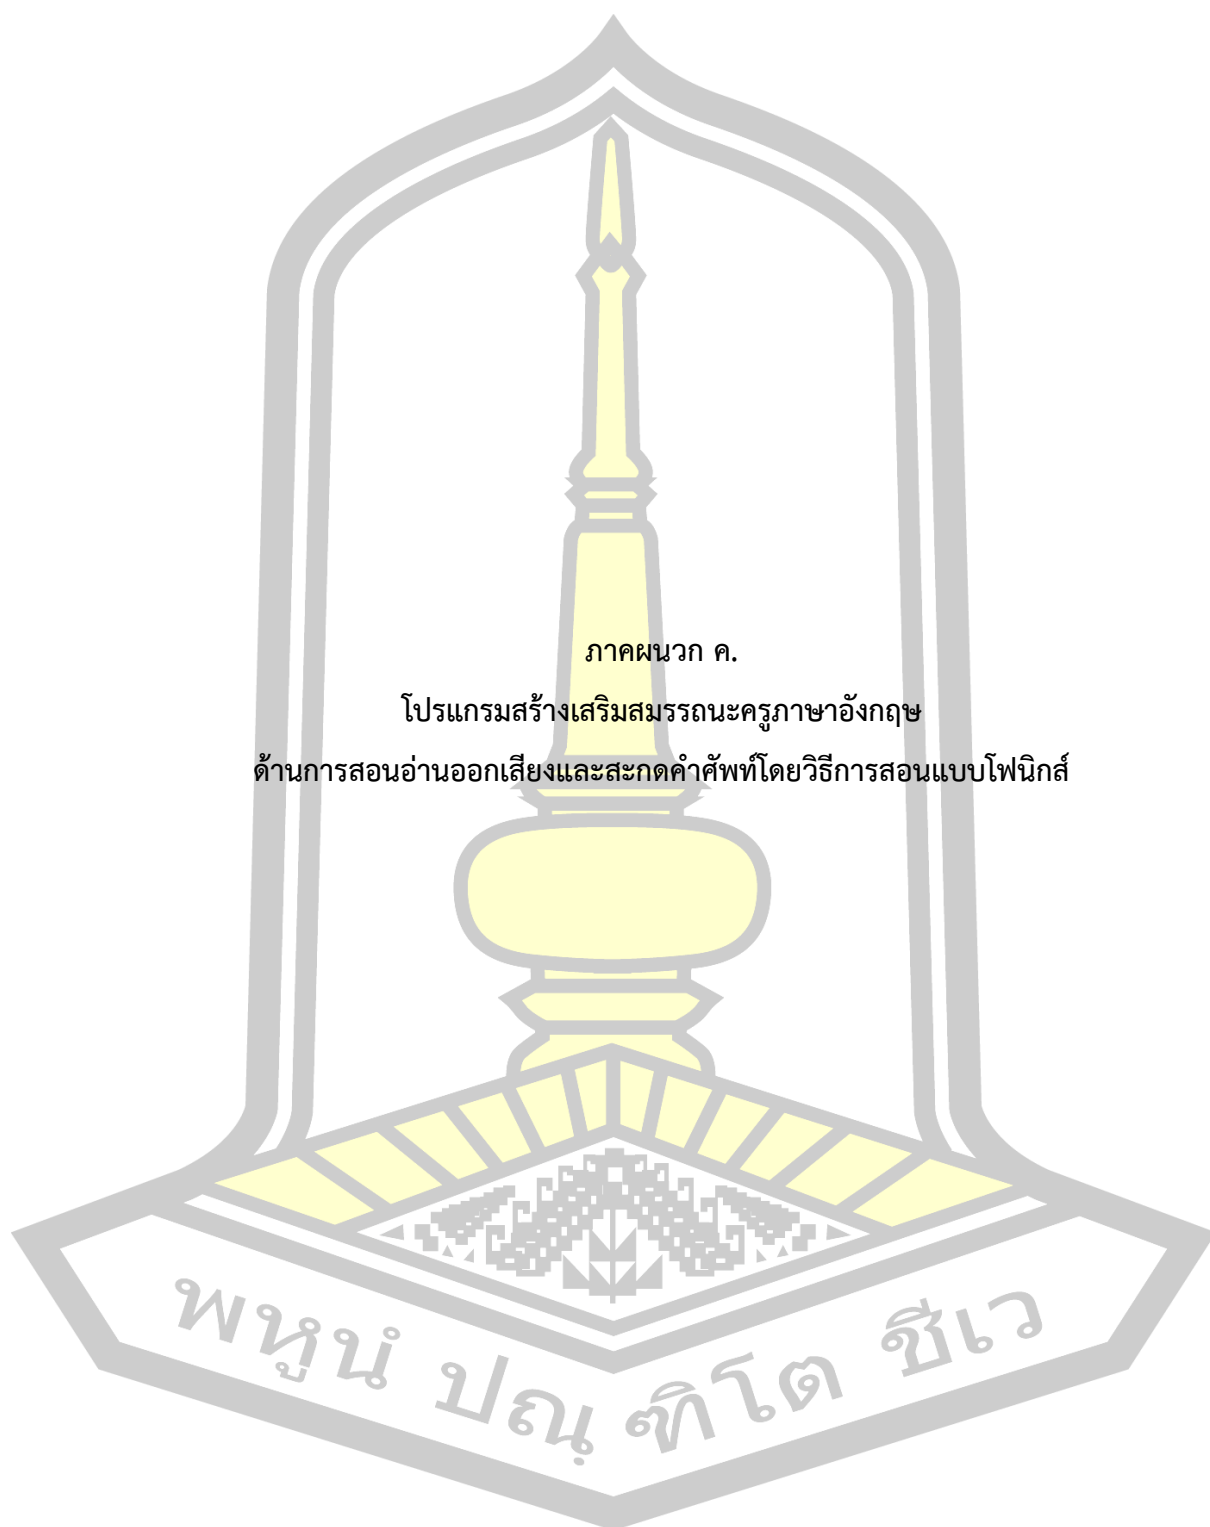 ภาคผนวก ค.
โปรแกรมสร้างเสริมสมรรถนะครูภาษาอังกฤษ
ด้านการสอนอ่านออกเสียงและสะกดคำศัพท์โดยวิธีการสอนแบบโฟนิกส์
พหูนํ ปณฺ ฑิโต ชีเว